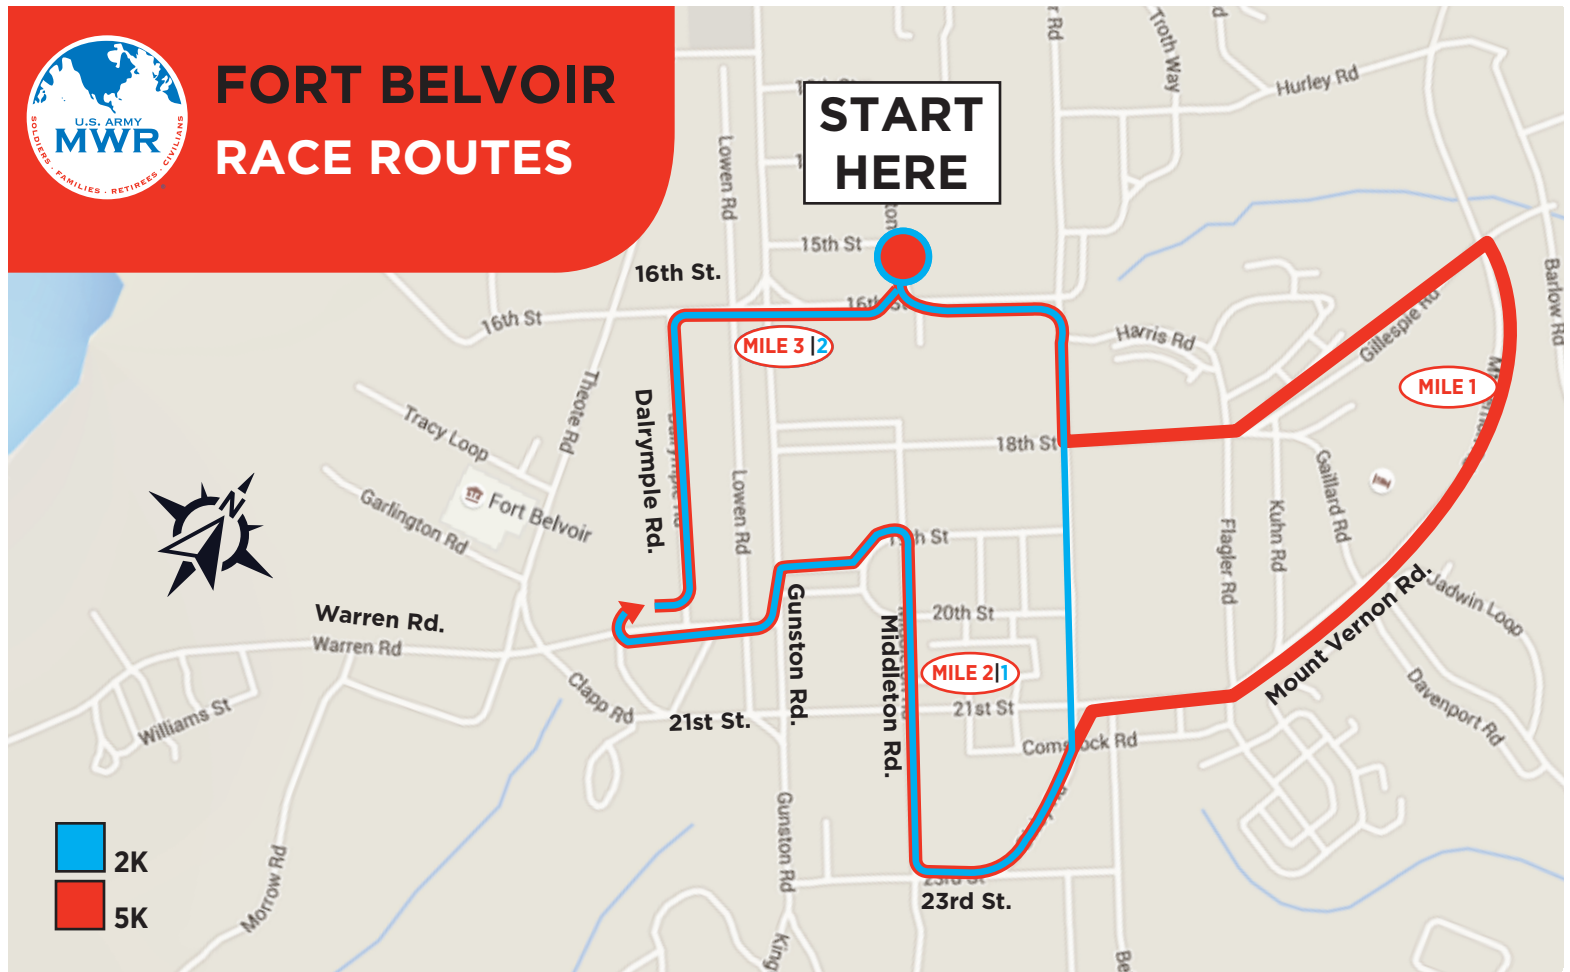 FORT BELVOIR
RACE ROUTES
U.S. ARMY
MWR
SOLDIERS . FAMILIES . RETIREES . CIVILIANS
START
HERE
Troth Way
Hurley Rd
Lowen Rd
15th St
16th St.
16th St
Barlow Rd
MILE 3 |2
Harris Rd
Gillespie Rd
MILE 1
Theote Rd
Tracy Loop
Dalrymple Rd.
18th St
Gaillard Rd
Lowen Rd
Fort Belvoir
Garlington Rd
N
Kuhn Rd
Flagler Rd
20th St
Jadwin Loop
Warren Rd.
Warren Rd
Gunston Rd.
Middleton Rd.
MILE 2|1
Mount Vernon Rd.
Clapp Rd
21st St.
21st St
Williams St
Davenport Rd
Gunston Rd
Morrow Rd
23rd St.
2K
5K
King